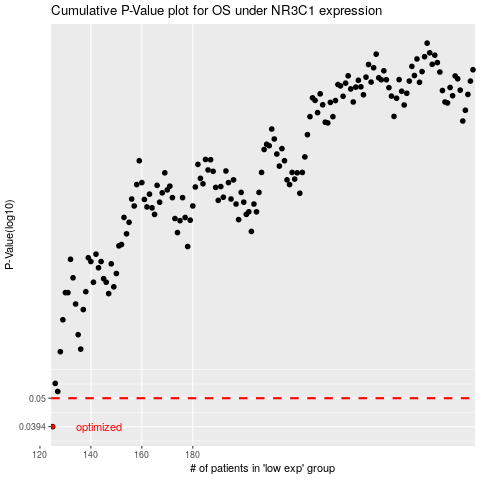 Cumulative P-Value plot for OS under NR3C1 expression
P-Value(log10)
0.05
0.0394
optimized
120 140 160 180
# of patients in 'low exp' group